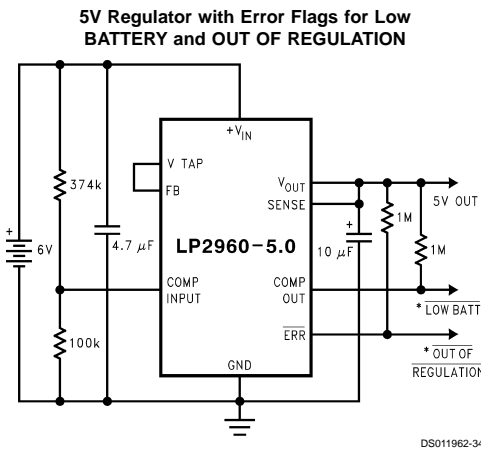 5V Regulator with Error Flags for Low
BATTERY and OUT OF REGULATION
+VIN
V TAP
FB
VOUT
SENSE
5V OUT
374k
1M
+
6V
4.7 μF
LP2960-5.0
+
10 μF
1M
COMP
INPUT
COMP
OUT
* LOW BATT
100k
ERR
* OUT OF
REGULATION
GND
DS011962-34